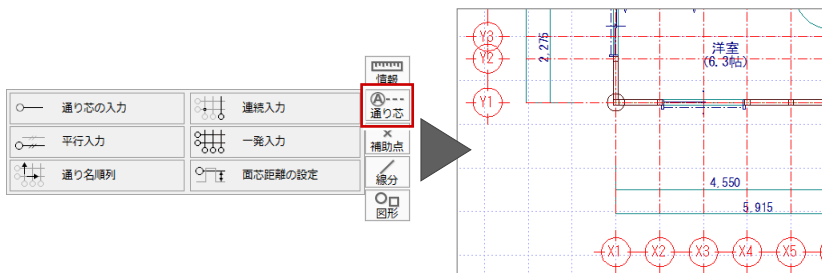 情報
Ⓐ---
通り芯
補助点
線分
図形
通り芯の入力
連続入力
平行入力
一発入力
通り名順列
面芯距離の設定
Y3
Y2
Y1
2,275
洋室
(6.3帖)
4,550
5,915
X1 X2 X3 X4 X5